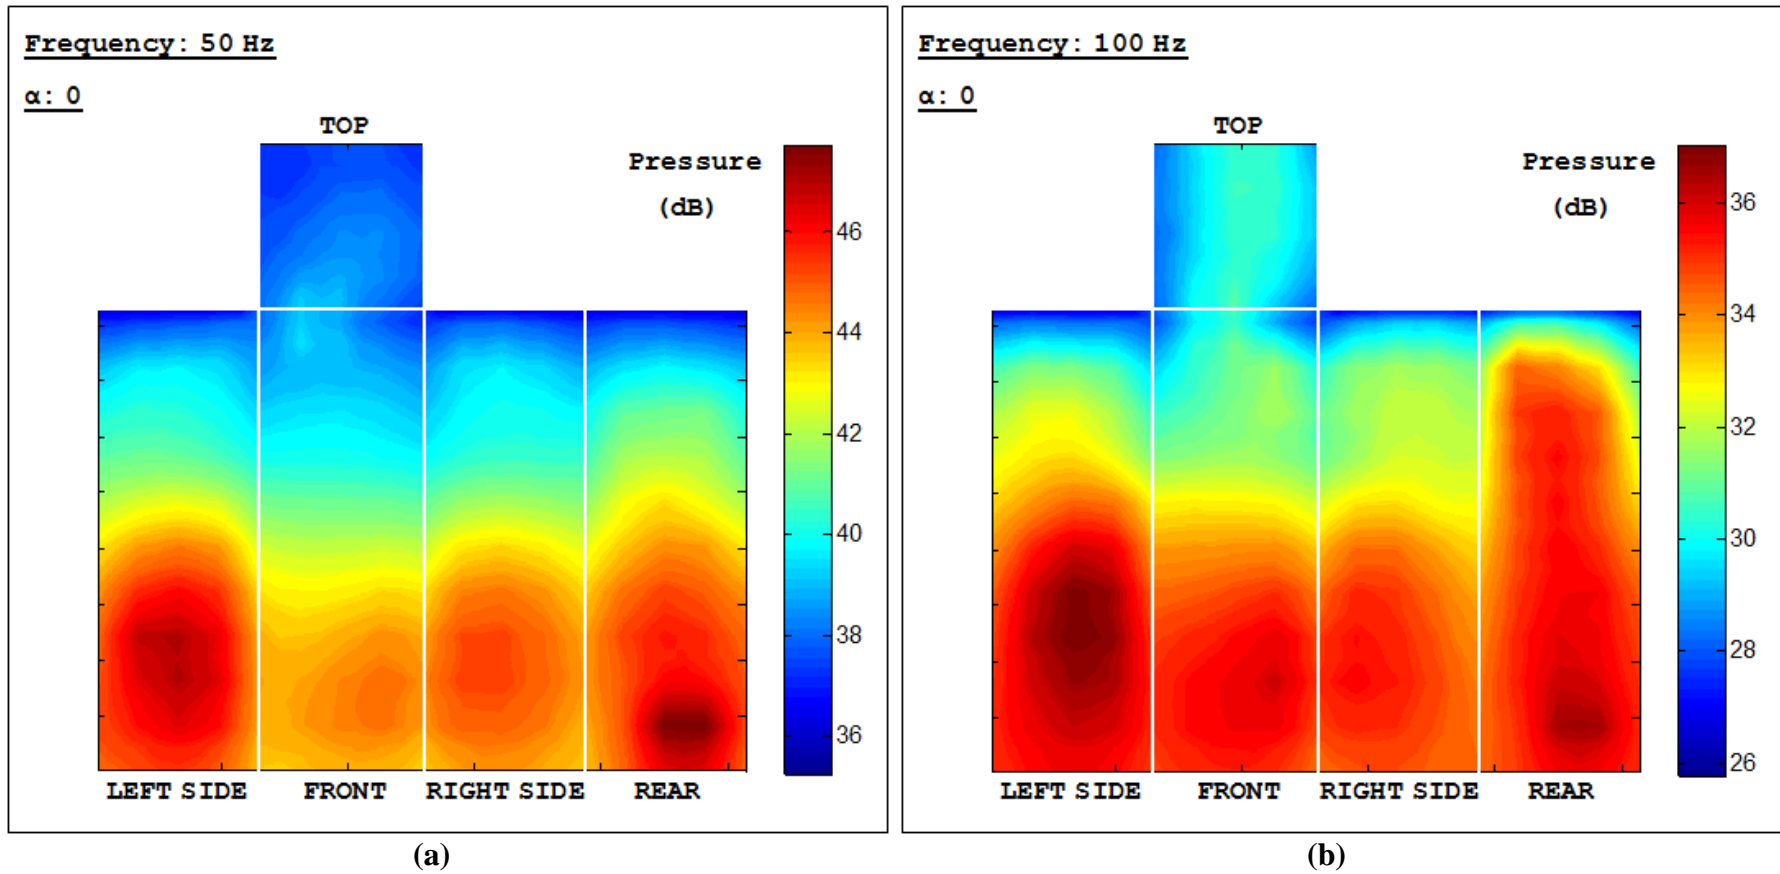 Frequency: 50 Hz
α: 0
TOP
Pressure
(dB)
46
44
42
40
38
36
LEFT SIDE FRONT RIGHT SIDE REAR
(a)
Frequency: 100 Hz
α: 0
TOP
Pressure
(dB)
36
34
32
30
28
26
LEFT SIDE FRONT RIGHT SIDE REAR
(b)